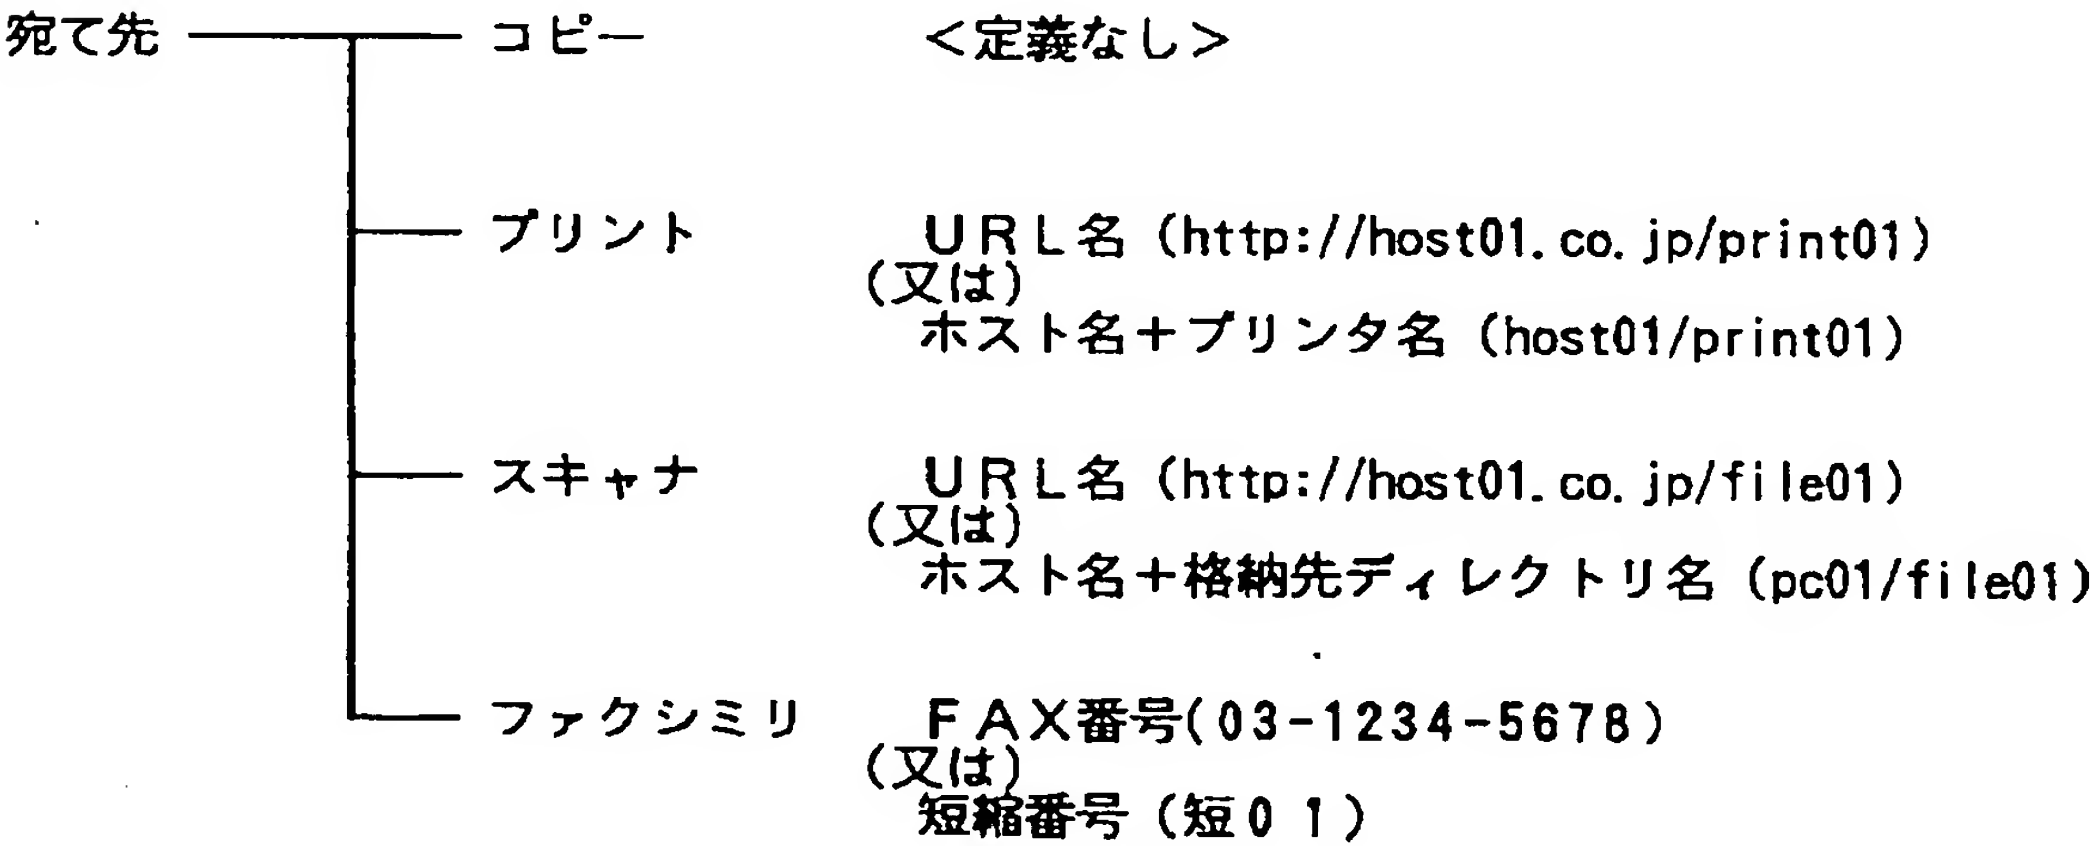 宛て先 コピー <定義なし>
プリント URL名 (http://host01.co.jp/print01)
(又は)
ホスト名+プリンタ名 (host01/print01)
スキャナ URL名 (http://host01.co.jp/file01)
(又は)
ホスト名+格納先ディレクトリ名 (pc01/file01)
ファクシミリ FAX番号(03-1234-5678)
(又は)
短縮番号 (短01)